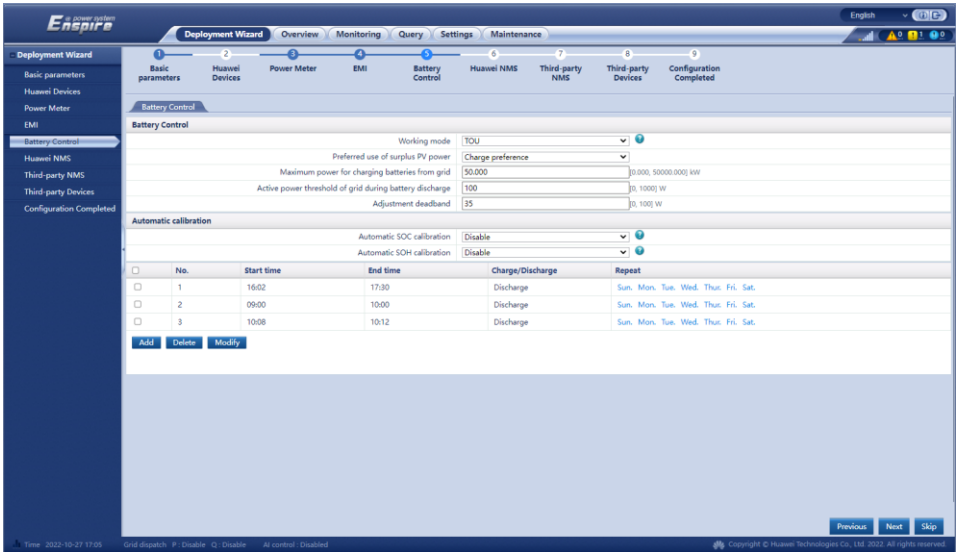 e power system
Enspire
English
Deployment Wizard Overview Monitoring Query Settings Maintenance
0 1 0
Deployment Wizard
Basic parameters
Huawei Devices
Power Meter
EMI
Battery Control
Huawei NMS
Third-party NMS
Third-party Devices
Configuration Completed
1 2 3 4 5 6 7 8 9
Basic parameters
Huawei Devices
Power Meter
EMI
Battery Control
Huawei NMS
Third-party NMS
Third-party Devices
Configuration Completed
Battery Control
Battery Control
Working mode TOU
Preferred use of surplus PV power Charge preference
Maximum power for charging batteries from grid 50.000 [0.000, 50000.000] kW
Active power threshold of grid during battery discharge 100 [0, 1000] W
Adjustment deadband 35 [0, 100] W
Automatic calibration
Automatic SOC calibration Disable
Automatic SOH calibration Disable
No. Start time End time Charge/Discharge Repeat
1 16:02 17:30 Discharge Sun. Mon. Tue. Wed. Thur. Fri. Sat.
2 09:00 10:00 Discharge Sun. Mon. Tue. Wed. Thur. Fri. Sat.
3 10:08 10:12 Discharge Sun. Mon. Tue. Wed. Thur. Fri. Sat.
Add Delete Modify
Previous Next Skip
Time 2022-10-27 17:05 Grid dispatch P : Disable Q : Disable AI control : Disabled Copyright © Huawei Technologies Co., Ltd. 2022. All rights reserved.